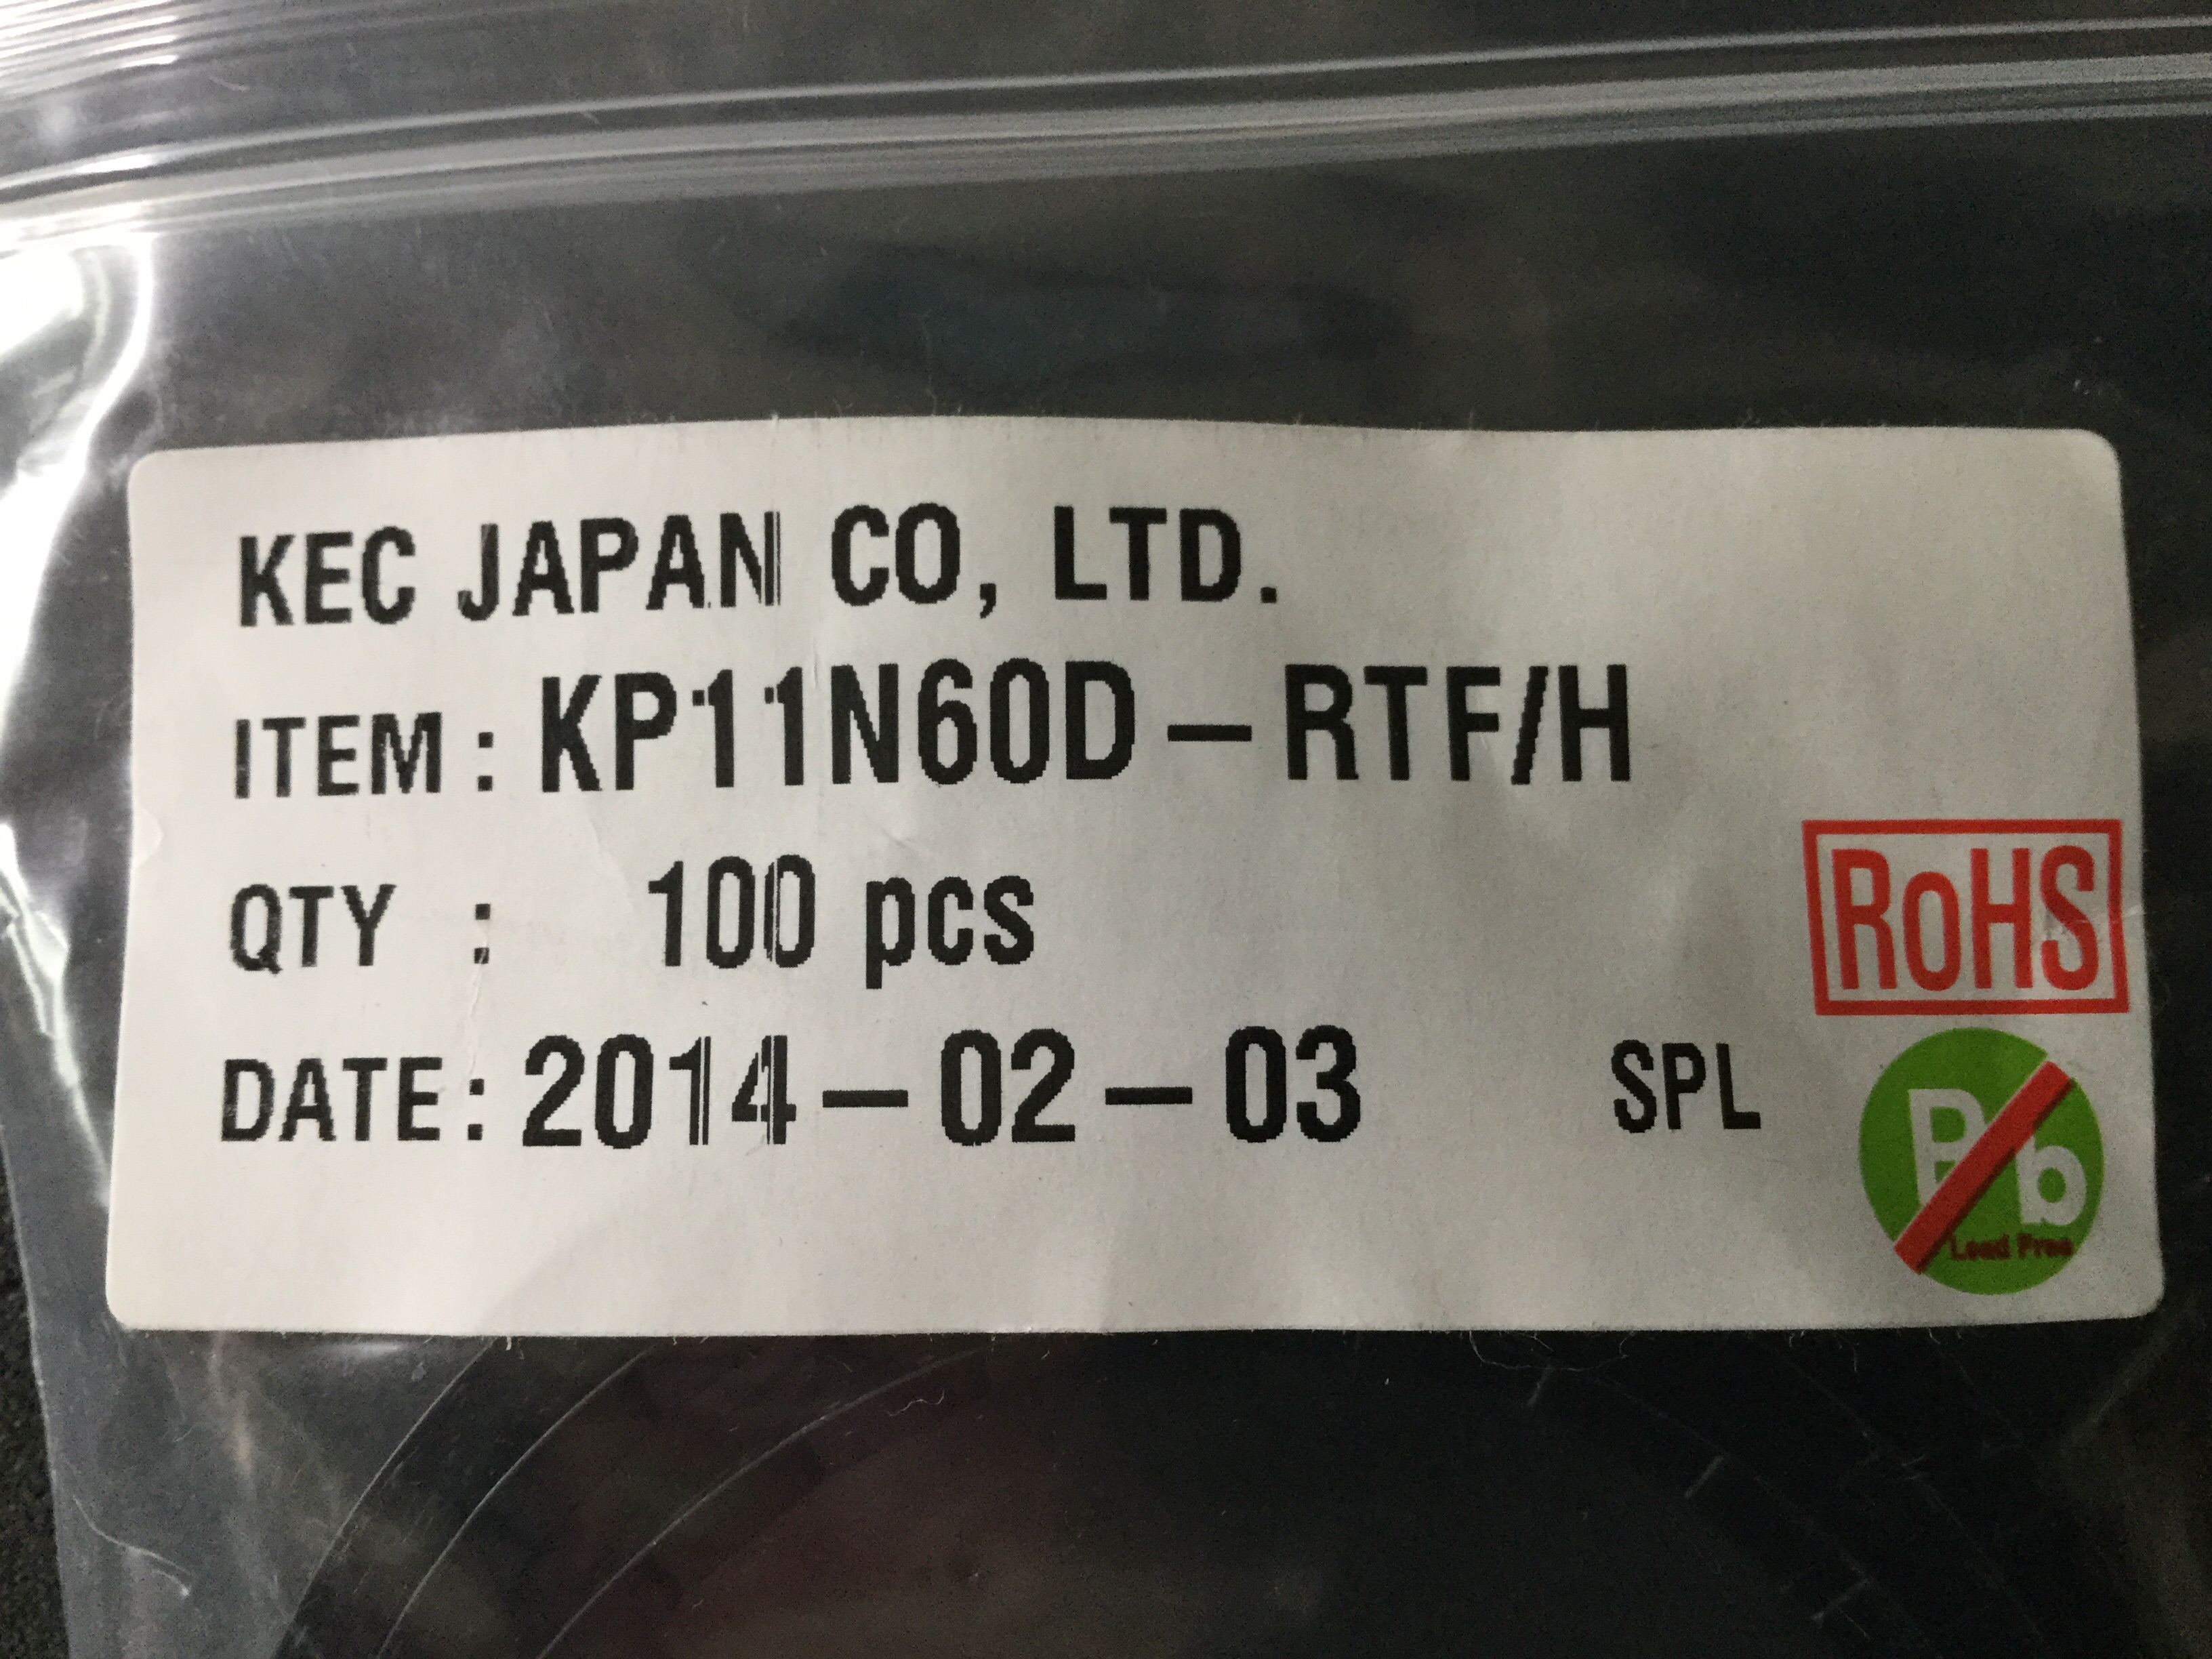 KEC JAPAN CO, LTD.
ITEM : KP11N60D-RTF/H
QTY : 100 pcs
RoHS
DATE : 2014-02-03 SPL
Pb
Lead Free